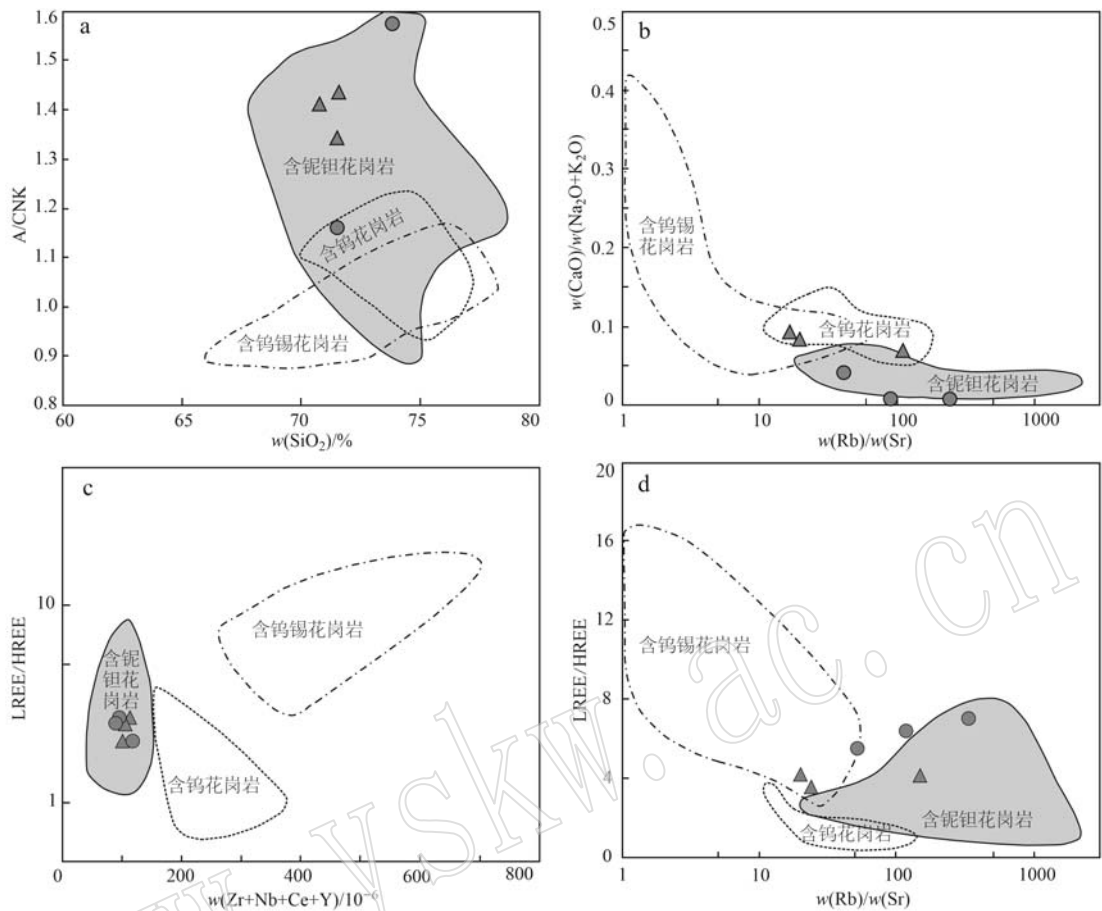 a
1.6
1.5
1.4
1.3
1.2
1.1
1.0
0.9
0.8
A/CNK
含铌钽花岗岩
含钨花岗岩
含钨锡花岗岩
60 65 70 75 80
w(SiO₂)/%
b
0.5
0.4
0.3
0.2
0.1
0
w(CaO)/w(Na₂O+K₂O)
含钨锡
花岗岩
含钨花岗岩
含铌钽花岗岩
1 10 100 1000
w(Rb)/w(Sr)
c
10
1
LREE/HREE
含铌
钽花
岗岩
含钨锡花岗岩
含钨花岗岩
0 200 400 600 800
w(Zr+Nb+Ce+Y)/10⁻⁶
d
20
16
12
8
4
0
LREE/HREE
含钨锡花岗岩
含钨花岗岩
含铌钽花岗岩
1 10 100 1000
w(Rb)/w(Sr)
yskw.ac.cn